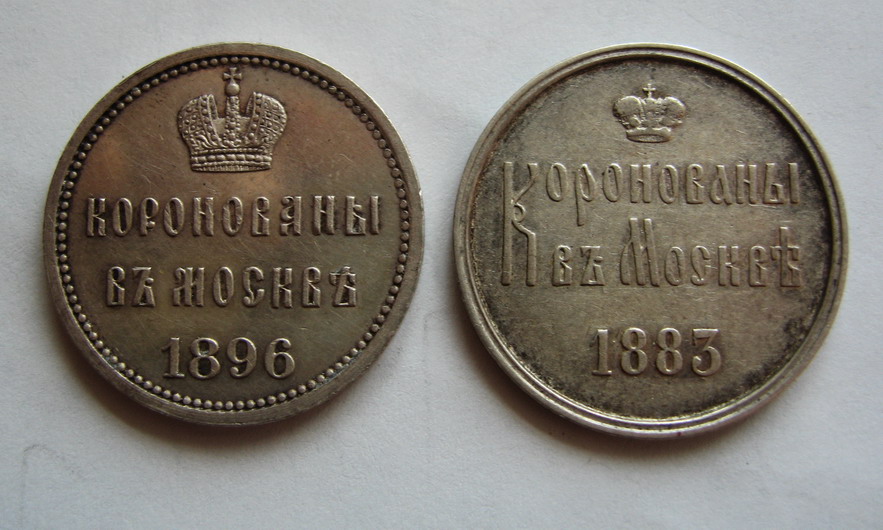 КОРОНОВАНЫ
ВЪ МОСКВѢ
1896
Коронованы
въ Москвѣ
1883